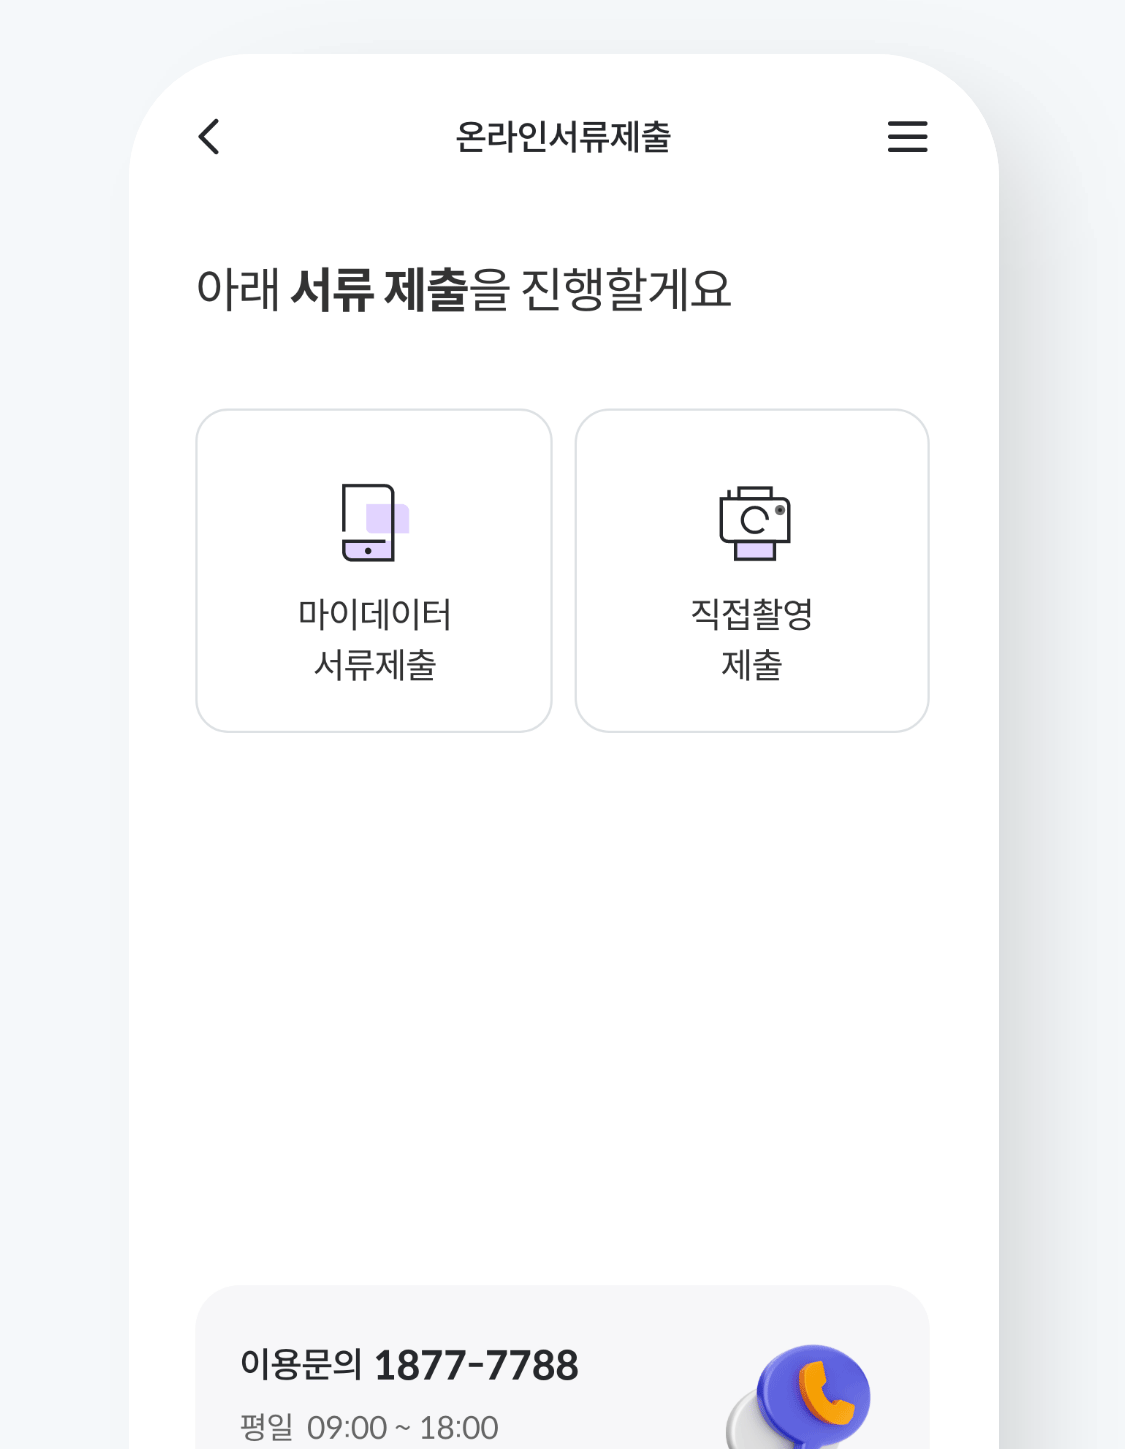 온라인서류제출
아래 서류 제출을 진행할게요
마이데이터
서류제출
직접촬영
제출
이용문의 1877-7788
평일 09:00 ~ 18:00